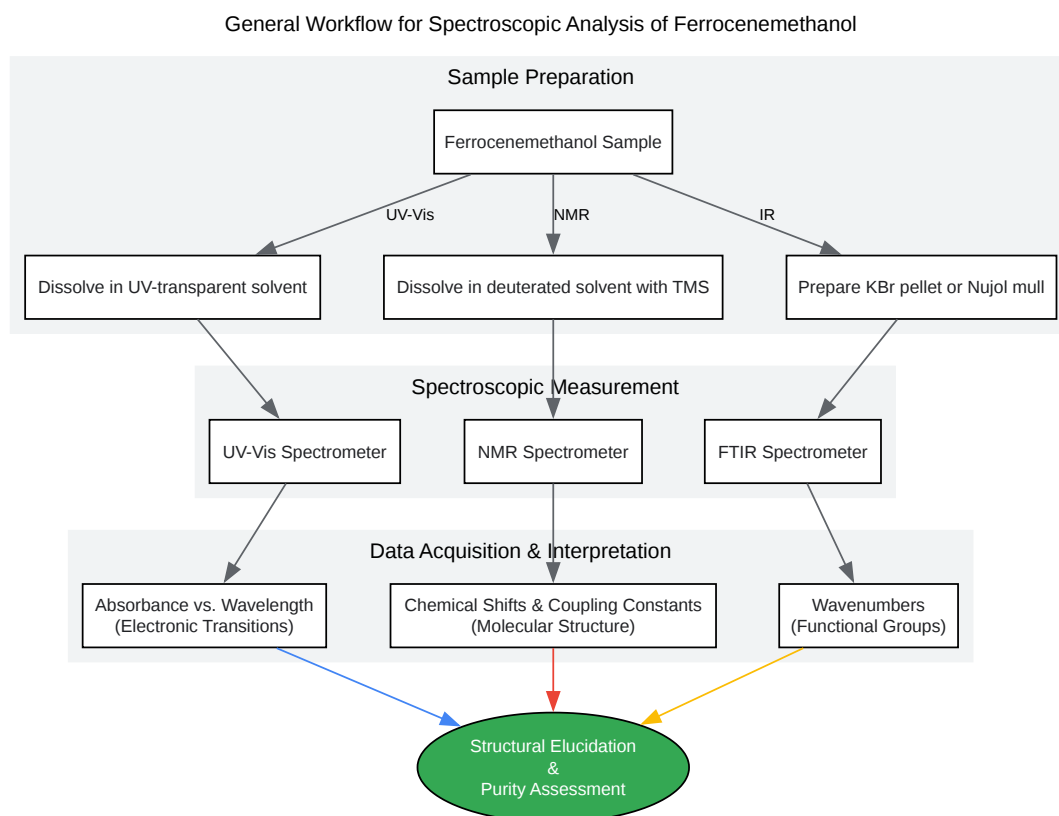 General Workflow for Spectroscopic Analysis of Ferrocenemethanol
Sample Preparation
Ferrocenemethanol Sample
UV-Vis
NMR
IR
Dissolve in UV-transparent solvent
Dissolve in deuterated solvent with TMS
Prepare KBr pellet or Nujol mull
Spectroscopic Measurement
UV-Vis Spectrometer
NMR Spectrometer
FTIR Spectrometer
Data Acquisition & Interpretation
Absorbance vs. Wavelength
(Electronic Transitions)
Chemical Shifts & Coupling Constants
(Molecular Structure)
Wavenumbers
(Functional Groups)
Structural Elucidation
&
Purity Assessment